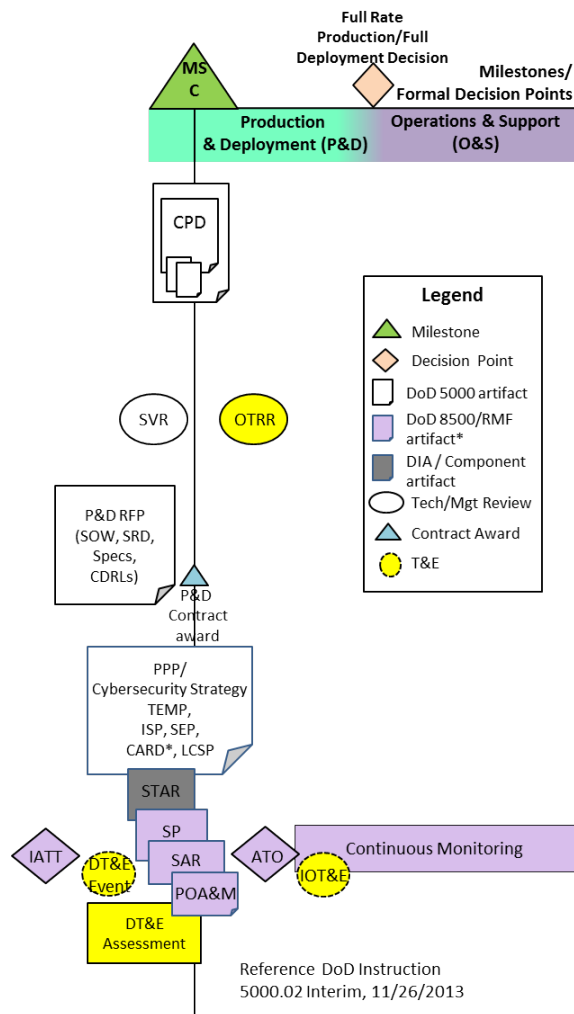 Full Rate
Production/Full
Deployment Decision
MS
C
Milestones/
Formal Decision Points
Production
& Deployment (P&D)
Operations & Support
(O&S)
CPD
Legend
Milestone
Decision Point
DoD 5000 artifact
DoD 8500/RMF
artifact*
DIA / Component
artifact
Tech/Mgt Review
Contract Award
T&E
SVR
OTRR
P&D RFP
(SOW, SRD,
Specs,
CDRLs)
P&D
Contract
award
PPP/
Cybersecurity Strategy
TEMP,
ISP, SEP,
CARD*, LCSP
STAR
SP
SAR
POA&M
IATT
DT&E
Event
ATO
Continuous Monitoring
IOT&E
DT&E
Assessment
Reference DoD Instruction
5000.02 Interim, 11/26/2013